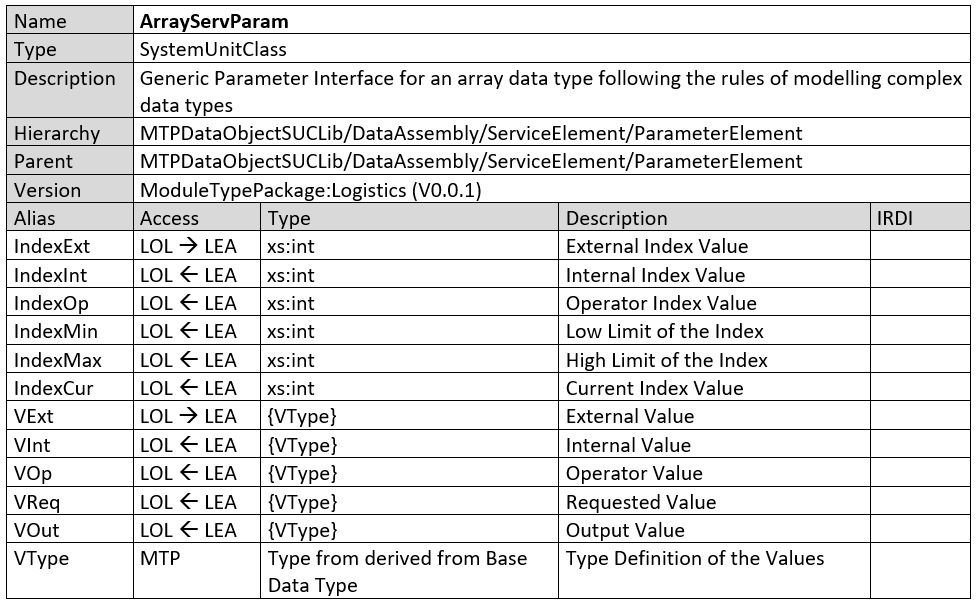 Name ArrayServParam
Type SystemUnitClass
Description Generic Parameter Interface for an array data type following the rules of modelling complex
data types
Hierarchy MTPDataObjectSUCLib/DataAssembly/ServiceElement/ParameterElement
Parent MTPDataObjectSUCLib/DataAssembly/ServiceElement/ParameterElement
Version ModuleTypePackage:Logistics (V0.0.1)
Alias Access Type Description IRDI
IndexExt LOL → LEA xs:int External Index Value
IndexInt LOL ← LEA xs:int Internal Index Value
IndexOp LOL ← LEA xs:int Operator Index Value
IndexMin LOL ← LEA xs:int Low Limit of the Index
IndexMax LOL ← LEA xs:int High Limit of the Index
IndexCur LOL ← LEA xs:int Current Index Value
VExt LOL → LEA {VType} External Value
VInt LOL ← LEA {VType} Internal Value
VOp LOL ← LEA {VType} Operator Value
VReq LOL ← LEA {VType} Requested Value
VOut LOL ← LEA {VType} Output Value
VType MTP Type from derived from Base Type Definition of the Values
Data Type